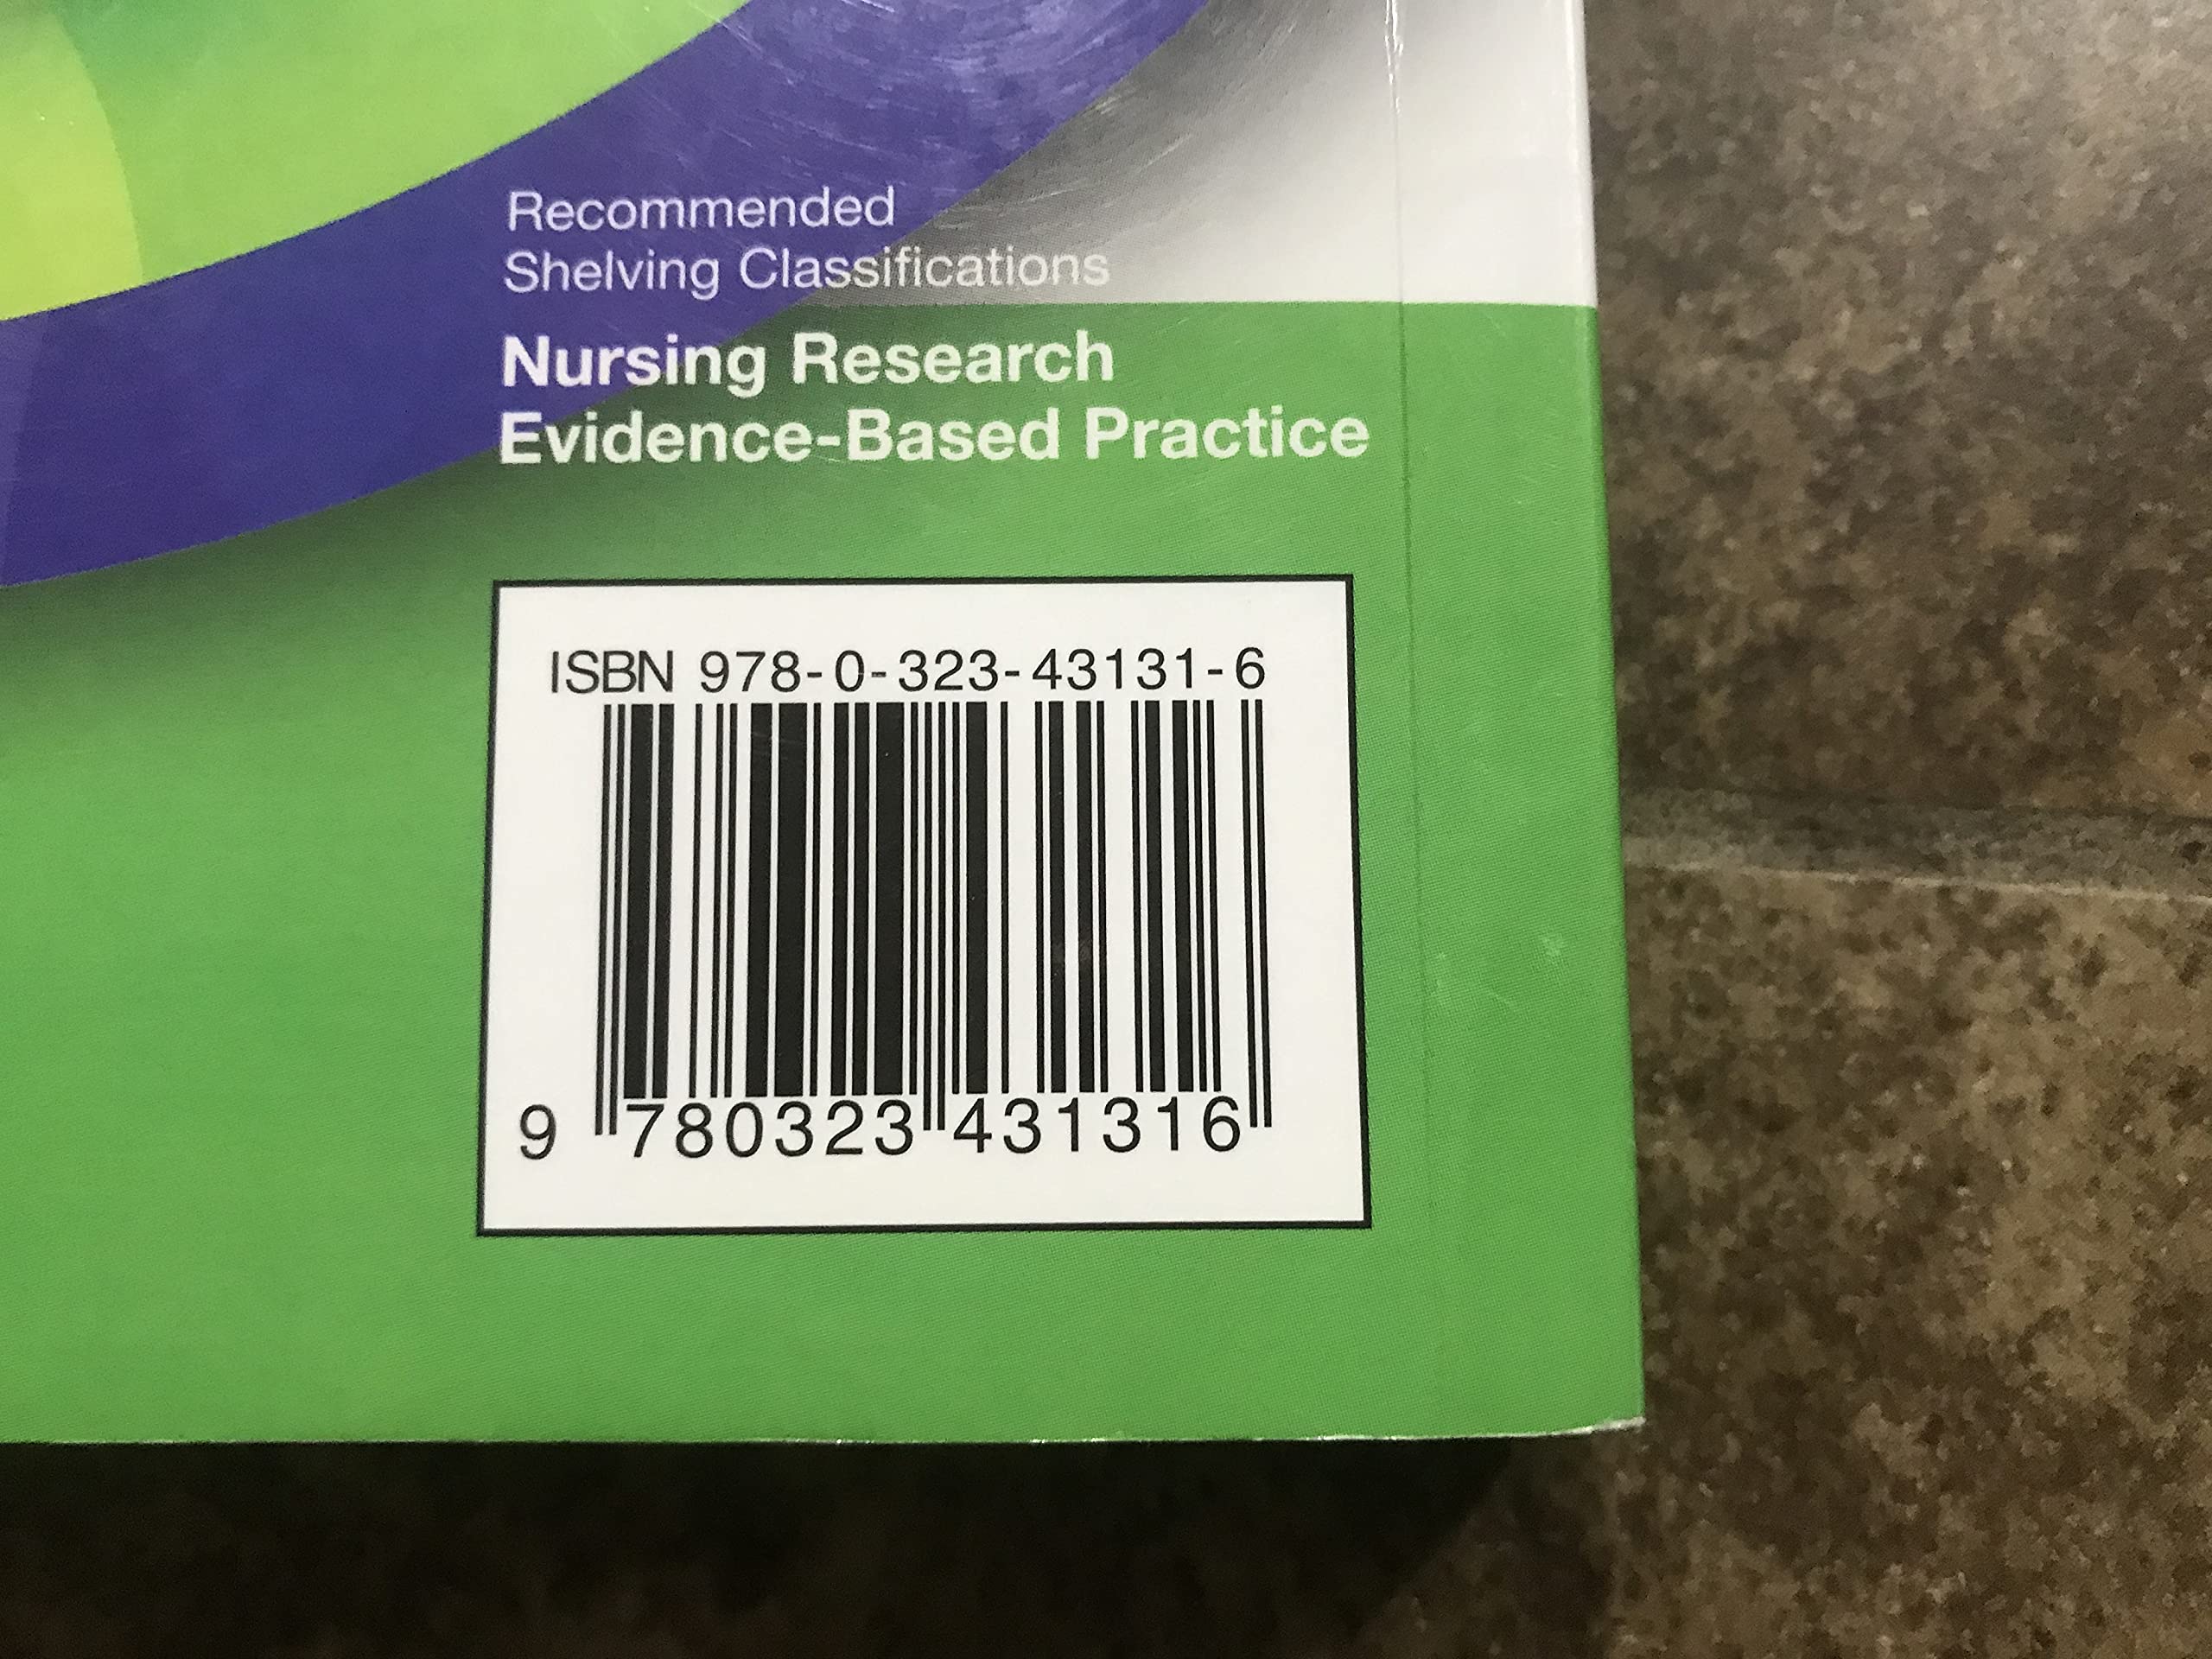 Recommended
Shelving Classifications
Nursing Research
Evidence-Based Practice
ISBN 978-0-323-43131-6
9 780323 431316